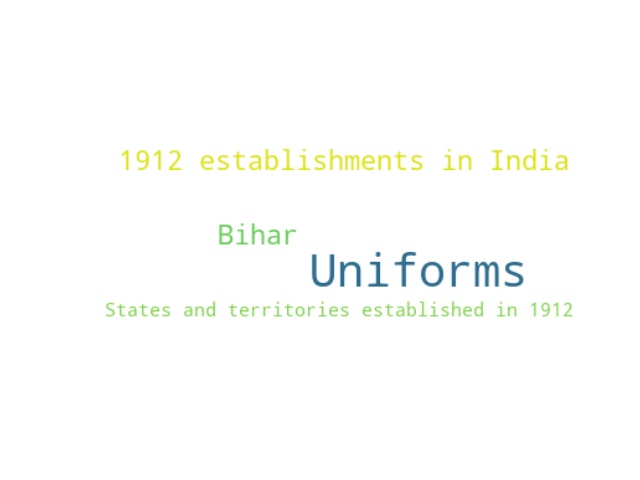 1912 establishments in India
Bihar
Uniforms
States and territories established in 1912